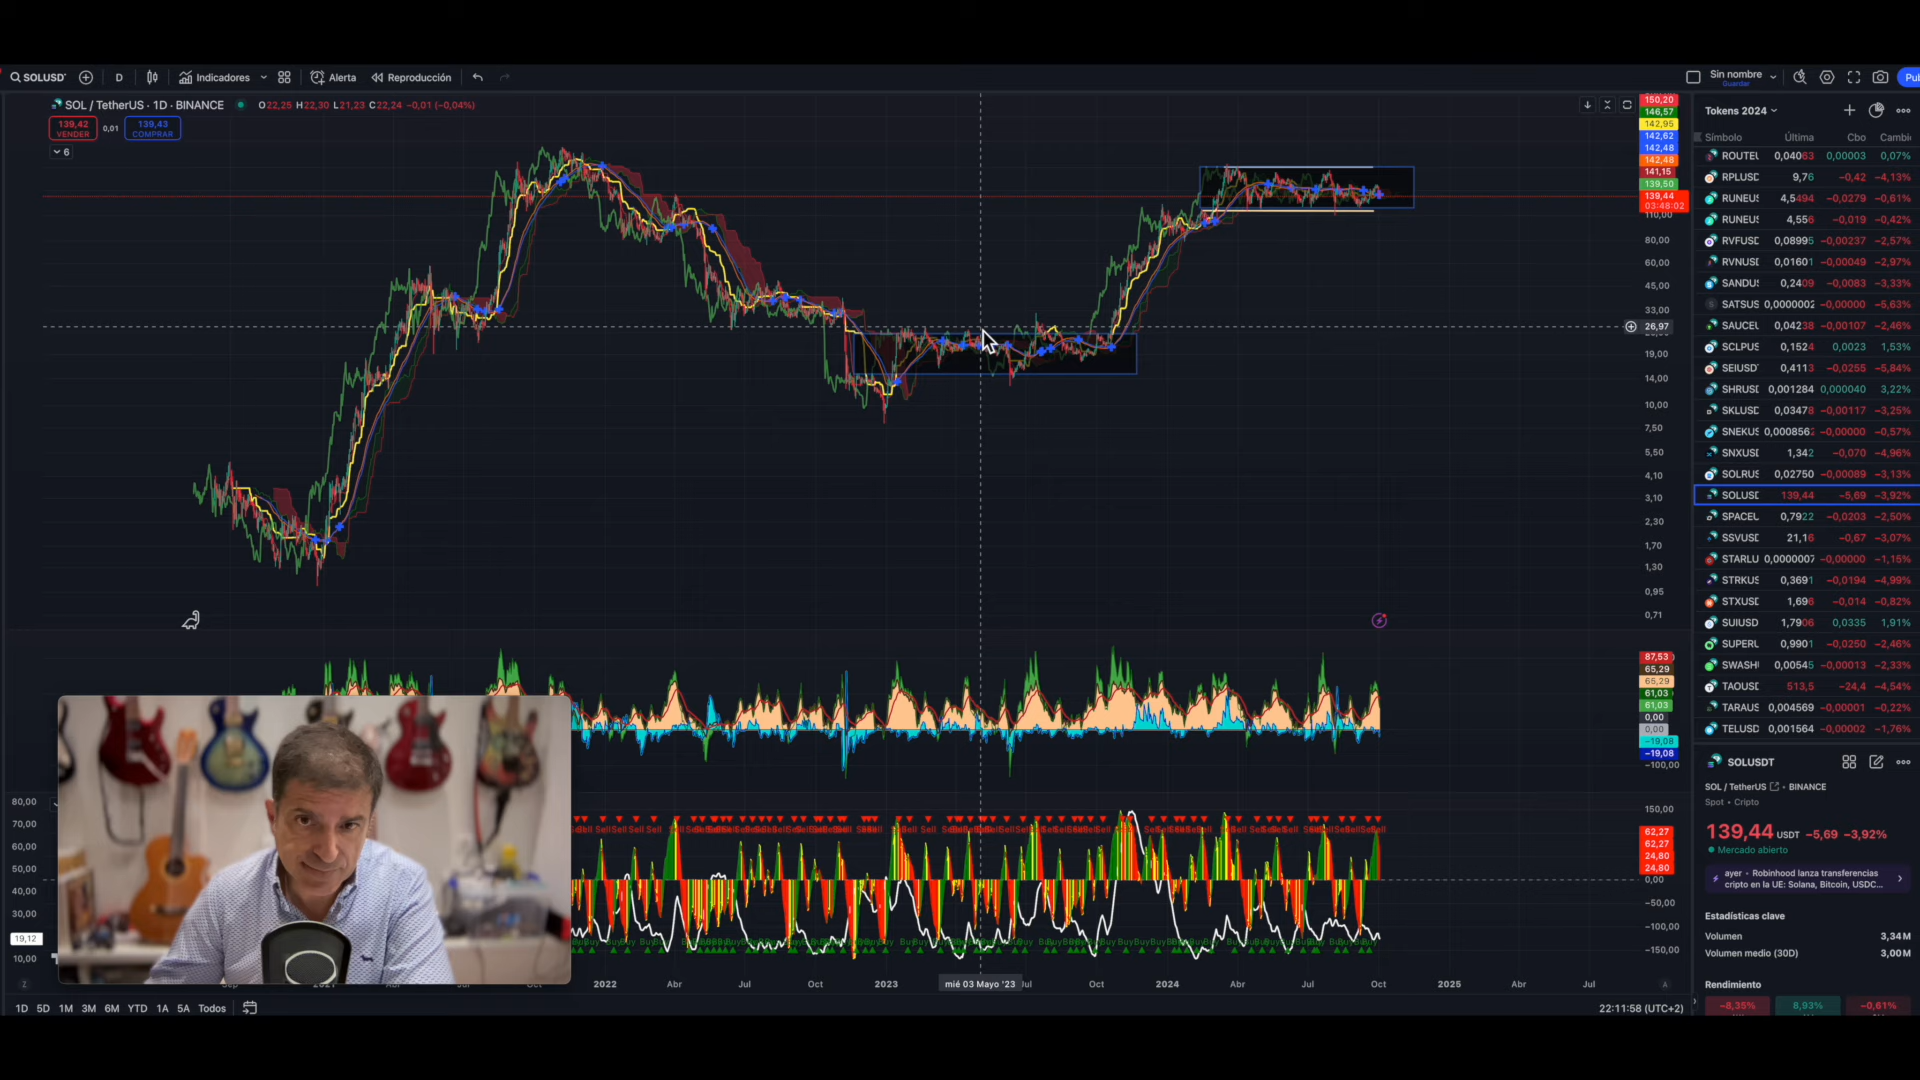 SOLUSD D Indicadores Alerta Reproducción Sin nombre Guardar
SOL / TetherUS · 1D · BINANCE O22,25 H22,30 L21,23 C22,24 −0,01 (−0,04%)
139,42 VENDER 0,01 139,43 COMPRAR
6
150,20
146,57
142,95
142,62
142,48
142,48
141,15
139,50
139,44
03:48:02
110,00
80,00
60,00
45,00
33,00
26,97
19,00
14,00
10,00
7,50
5,50
4,10
3,10
2,30
1,70
1,30
0,95
0,71
87,53
65,29
65,29
61,03
61,03
0,00
0,00
−19,08
−19,08
−100,00
80,00
70,00
60,00
50,00
40,00
30,00
19,12
10,00
150,00
62,27
62,27
24,80
24,80
0,00
−50,00
−100,00
−150,00
2022 Abr Jul Oct 2023 mié 03 Mayo '23 Jul Oct 2024 Abr Jul Oct 2025 Abr Jul
1D 5D 1M 3M 6M YTD 1A 5A Todos
22:11:58 (UTC+2)
Tokens 2024
Símbolo Última Cbo Cambi
ROUTEU 0,04063 0,00003 0,07%
RPLUSD 9,76 −0,42 −4,13%
RUNEUS 4,5494 −0,0279 −0,61%
RUNEUS 4,556 −0,019 −0,42%
RVFUSD 0,08995 −0,00237 −2,57%
RVNUSD 0,01601 −0,00049 −2,97%
SANDUS 0,2409 −0,0083 −3,33%
SATSUS 0,0000002 −0,00000 −5,63%
SAUCEU 0,04238 −0,00107 −2,46%
SCLPUS 0,1524 0,0023 1,53%
SEIUSD 0,4113 −0,0255 −5,84%
SHRUSD 0,001284 0,000040 3,22%
SKLUSD 0,03478 −0,00117 −3,25%
SNEKUS 0,0008562 −0,00000 −0,57%
SNXUSD 1,342 −0,070 −4,96%
SOLRUS 0,02750 −0,00089 −3,13%
SOLUSD 139,44 −5,69 −3,92%
SPACEU 0,7922 −0,0203 −2,50%
SSVUSD 21,16 −0,67 −3,07%
STARLU 0,0000007 −0,00000 −1,15%
STRKUS 0,3691 −0,0194 −4,99%
STXUSD 1,696 −0,014 −0,82%
SUIUSD 1,7906 0,0335 1,91%
SUPERU 0,9901 −0,0250 −2,46%
SWASHU 0,00545 −0,00013 −2,33%
TAOUSD 513,5 −24,4 −4,54%
TARAUS 0,004569 −0,00001 −0,22%
TELUSD 0,001564 −0,00002 −1,76%
SOLUSDT
SOL / TetherUS · BINANCE
Spot · Cripto
139,44 USDT −5,69 −3,92%
Mercado abierto
ayer · Robinhood lanza transferencias
cripto en la UE: Solana, Bitcoin, USDC...
Estadísticas clave
Volumen 3,34 M
Volumen medio (30D) 3,00 M
Rendimiento
−8,35% 8,93% −0,61%